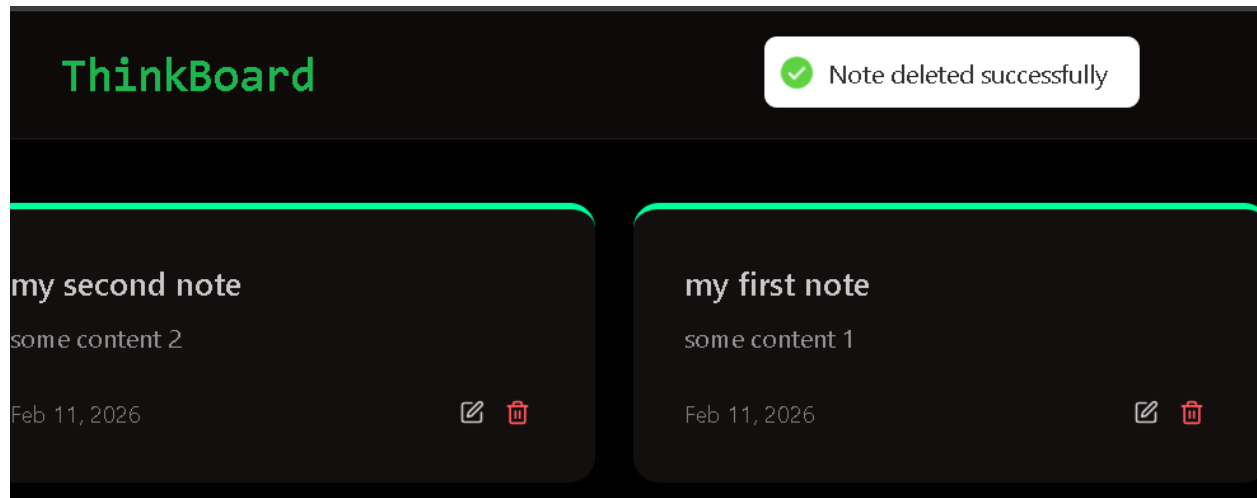 ThinkBoard
Note deleted successfully
my second note
some content 2
Feb 11, 2026
my first note
some content 1
Feb 11, 2026